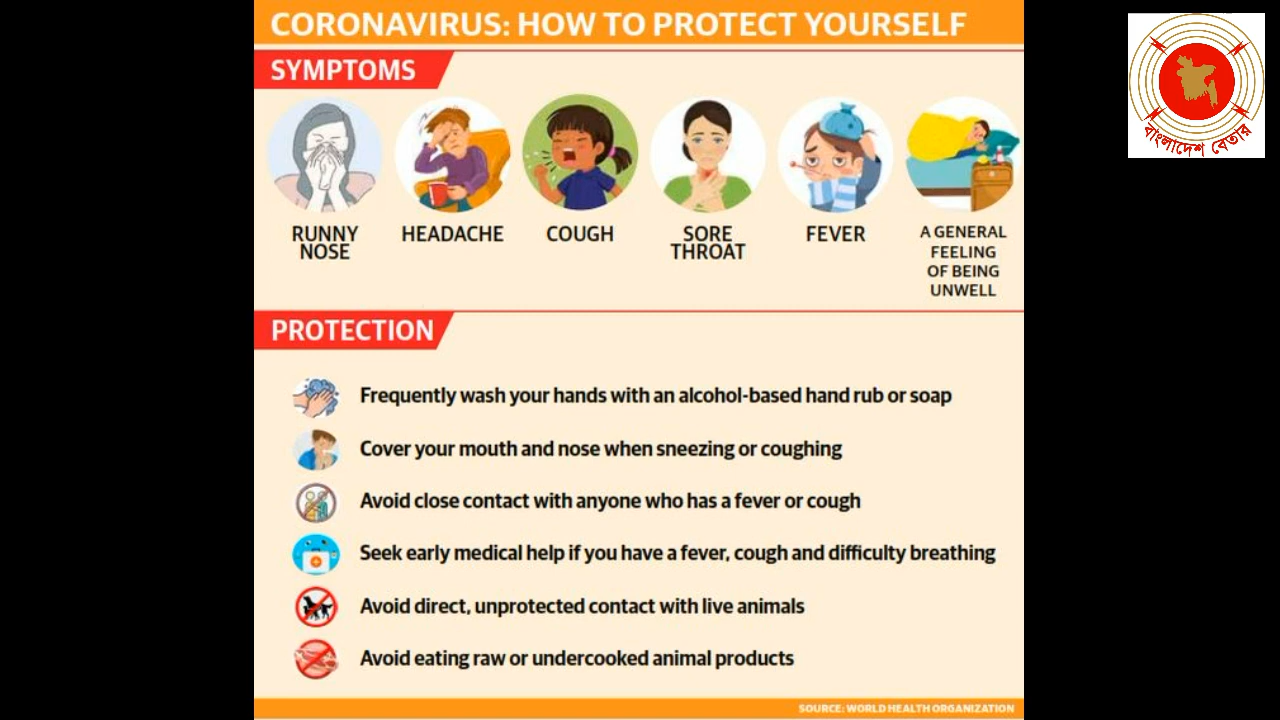 CORONAVIRUS: HOW TO PROTECT YOURSELF
SYMPTOMS
RUNNY
NOSE
HEADACHE
COUGH
SORE
THROAT
FEVER
A GENERAL
FEELING
OF BEING
UNWELL
PROTECTION
Frequently wash your hands with an alcohol-based hand rub or soap
Cover your mouth and nose when sneezing or coughing
Avoid close contact with anyone who has a fever or cough
Seek early medical help if you have a fever, cough and difficulty breathing
Avoid direct, unprotected contact with live animals
Avoid eating raw or undercooked animal products
SOURCE: WORLD HEALTH ORGANIZATION
বাংলাদেশ বেতার